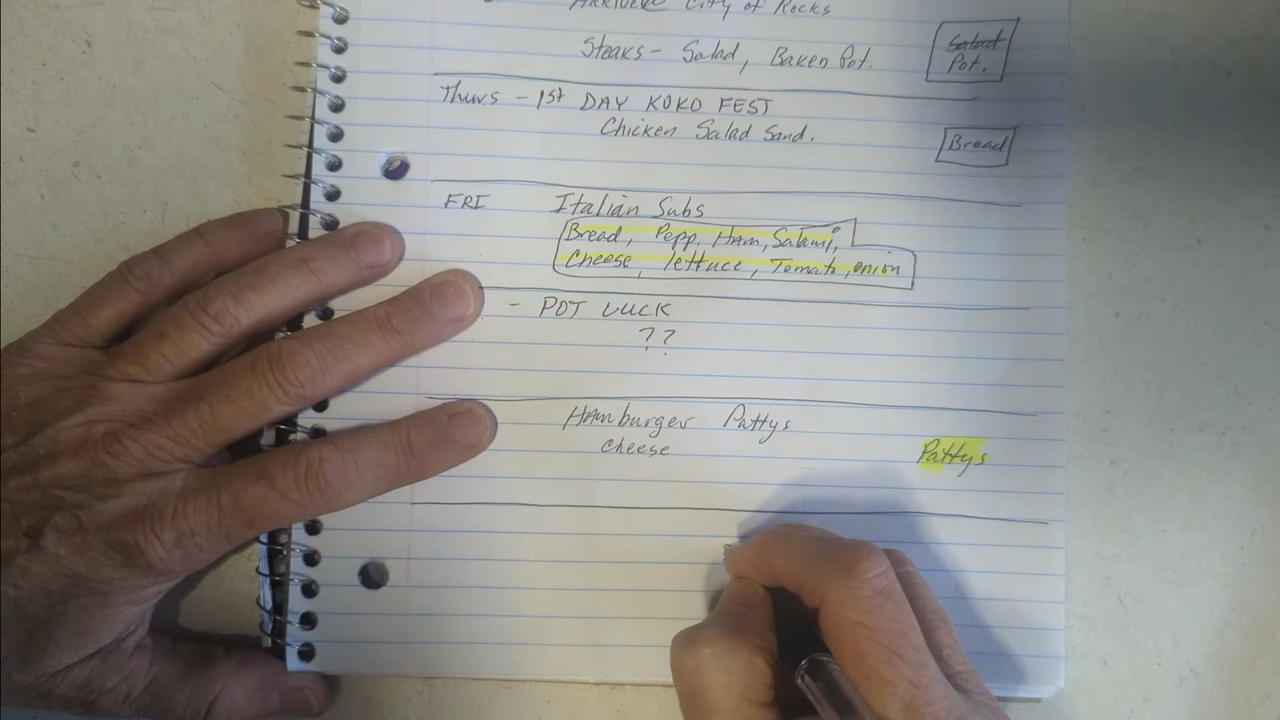 Arrived City of Rocks
Steaks - Salad, Baken Pot.
Salad
Pot.
Thurs - 1st DAY KOKO FEST
Chicken Salad Sand.
Bread
FRI Italian Subs
Bread, Pepp, Ham, Salami,
Cheese, lettuce, Tomato, onion
- POT LUCK
??
Hamburger Pattys
cheese
Pattys